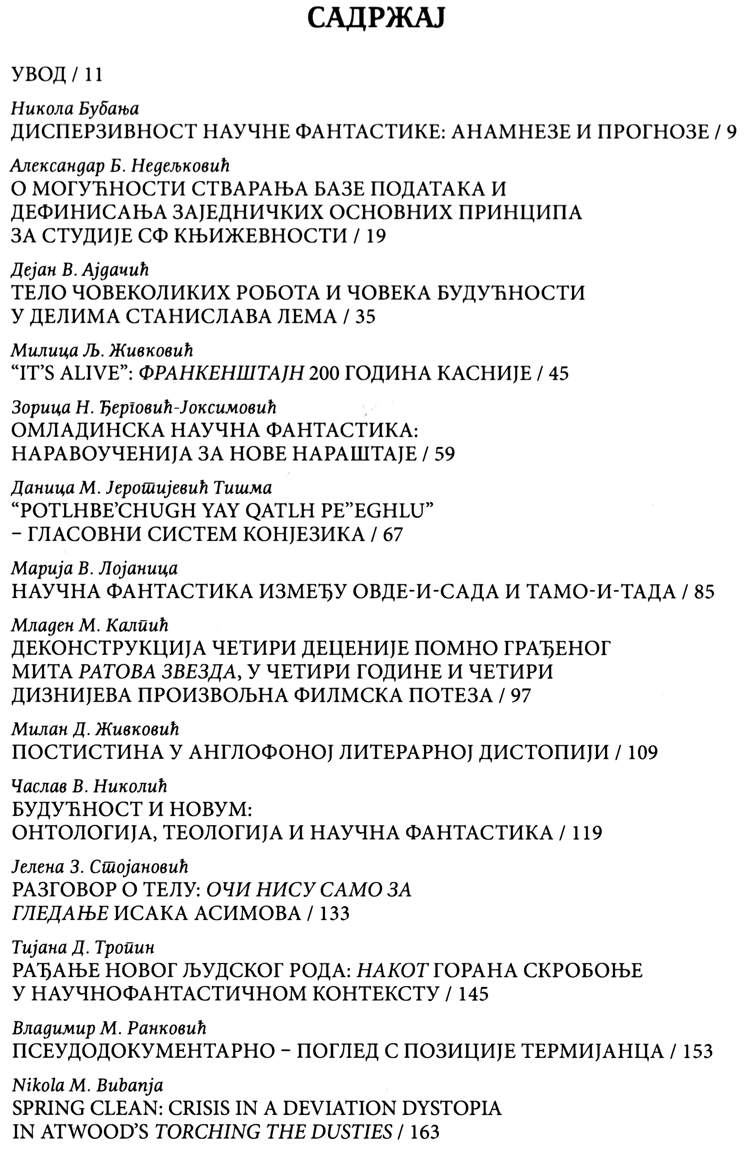 САДРЖАЈ
УВОД / 11
Никола Бубања
ДИСПЕРЗИВНОСТ НАУЧНЕ ФАНТАСТИКЕ: АНАМНЕЗЕ И ПРОГНОЗЕ / 9
Александар Б. Недељковић
О МОГУЋНОСТИ СТВАРАЊА БАЗЕ ПОДАТАКА И
ДЕФИНИСАЊА ЗАЈЕДНИЧКИХ ОСНОВНИХ ПРИНЦИПА
ЗА СТУДИЈЕ СФ КЊИЖЕВНОСТИ / 19
Дејан В. Ајдачић
ТЕЛО ЧОВЕКОЛИКИХ РОБОТА И ЧОВЕКА БУДУЋНОСТИ
У ДЕЛИМА СТАНИСЛАВА ЛЕМА / 35
Милица Љ. Живковић
“IT’S ALIVE”: ФРАНКЕНШТАЈН 200 ГОДИНА КАСНИЈЕ / 45
Зорица Н. Ђерговић-Јоксимовић
ОМЛАДИНСКА НАУЧНА ФАНТАСТИКА:
НАРАВОУЧЕНИЈА ЗА НОВЕ НАРАШТАЈЕ / 59
Даница М. Јеротијевић Тишма
“POTLHBE’CHUGH YAY QATLH PE”EGHLU”
– ГЛАСОВНИ СИСТЕМ КОНЈЕЗИКА / 67
Марија В. Лојаница
НАУЧНА ФАНТАСТИКА ИЗМЕЂУ ОВДЕ-И-САДА И ТАМО-И-ТАДА / 85
Младен М. Калпић
ДЕКОНСТРУКЦИЈА ЧЕТИРИ ДЕЦЕНИЈЕ ПОМНО ГРАЂЕНОГ
МИТА РАТОВА ЗВЕЗДА, У ЧЕТИРИ ГОДИНЕ И ЧЕТИРИ
ДИЗНИЈЕВА ПРОИЗВОЉНА ФИЛМСКА ПОТЕЗА / 97
Милан Д. Живковић
ПОСТИСТИНА У АНГЛОФОНОЈ ЛИТЕРАРНОЈ ДИСТОПИЈИ / 109
Часлав В. Николић
БУДУЋНОСТ И НОВУМ:
ОНТОЛОГИЈА, ТЕОЛОГИЈА И НАУЧНА ФАНТАСТИКА / 119
Јелена З. Стојановић
РАЗГОВОР О ТЕЛУ: ОЧИ НИСУ САМО ЗА
ГЛЕДАЊЕ ИСАКА АСИМОВА / 133
Тијана Д. Тропин
РАЂАЊЕ НОВОГ ЉУДСКОГ РОДА: НАКОТ ГОРАНА СКРОБОЊЕ
У НАУЧНОФАНТАСТИЧНОМ КОНТЕКСТУ / 145
Владимир М. Ранковић
ПСЕУДОДОКУМЕНТАРНО – ПОГЛЕД С ПОЗИЦИЈЕ ТЕРМИЈАНЦА / 153
Nikola M. Bubanja
SPRING CLEAN: CRISIS IN A DEVIATION DYSTOPIA
IN ATWOOD’S TORCHING THE DUSTIES / 163